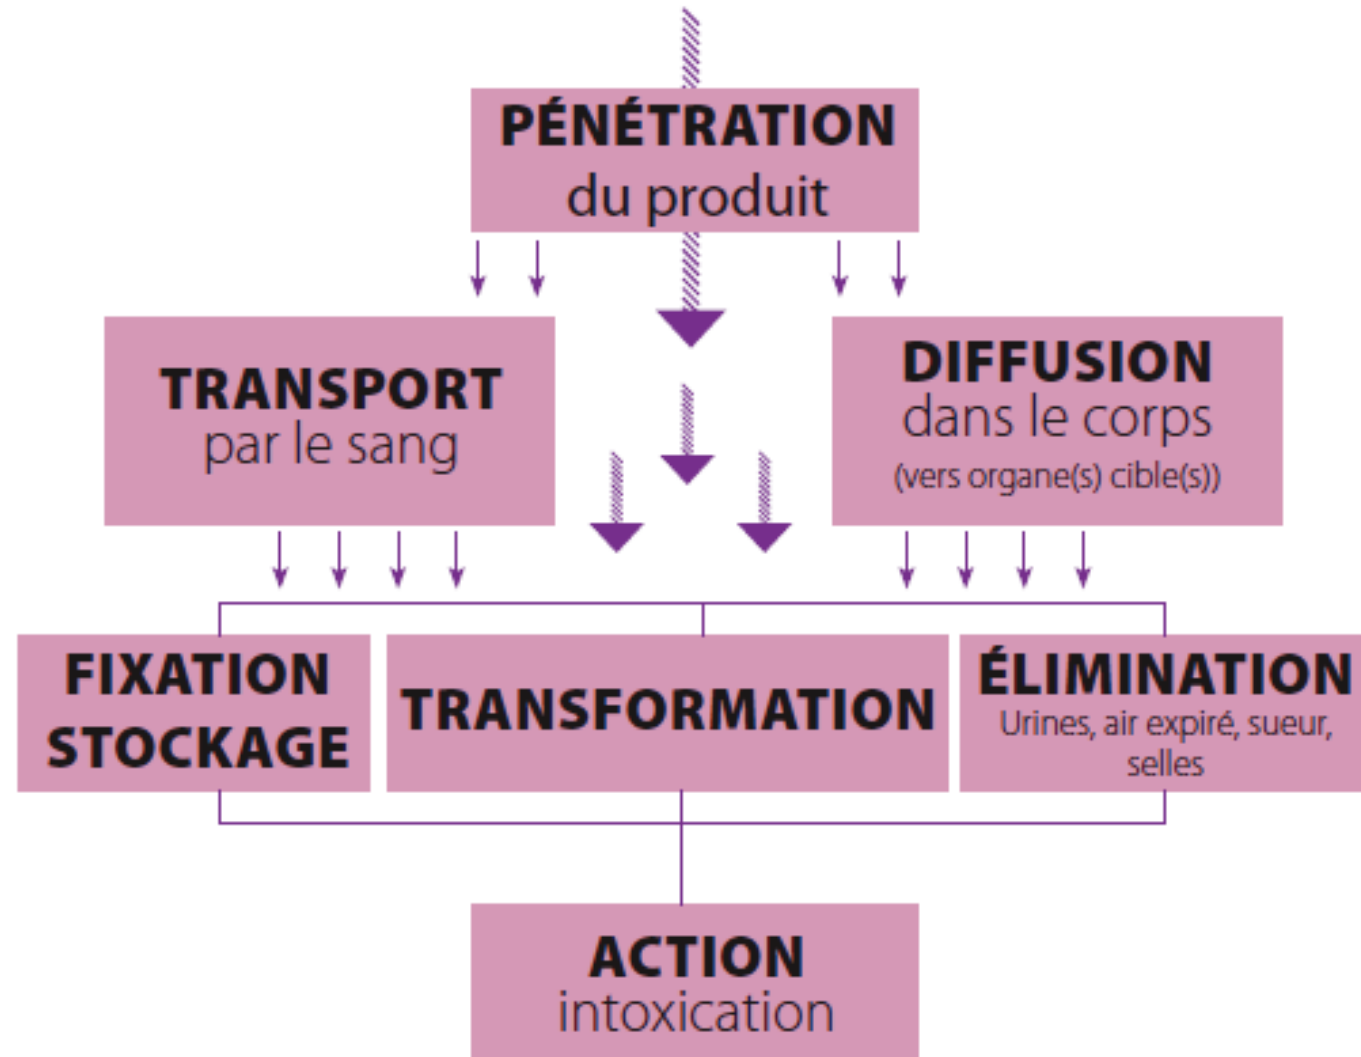 PÉNÉTRATION
du produit
TRANSPORT
par le sang
DIFFUSION
dans le corps
(vers organe(s) cible(s))
FIXATION
STOCKAGE
TRANSFORMATION
ÉLIMINATION
Urines, air expiré, sueur,
selles
ACTION
intoxication